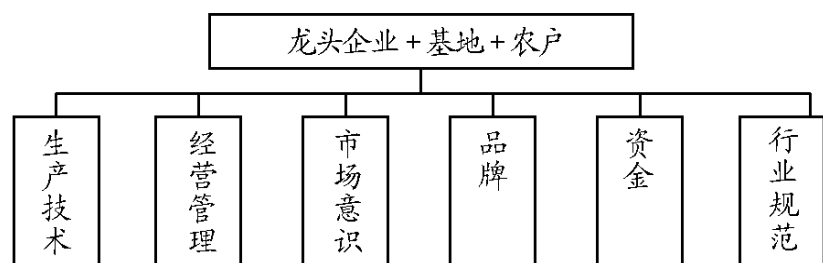 龙头企业+基地+农户
生产技术
经营管理
市场意识
品牌
资金
行业规范